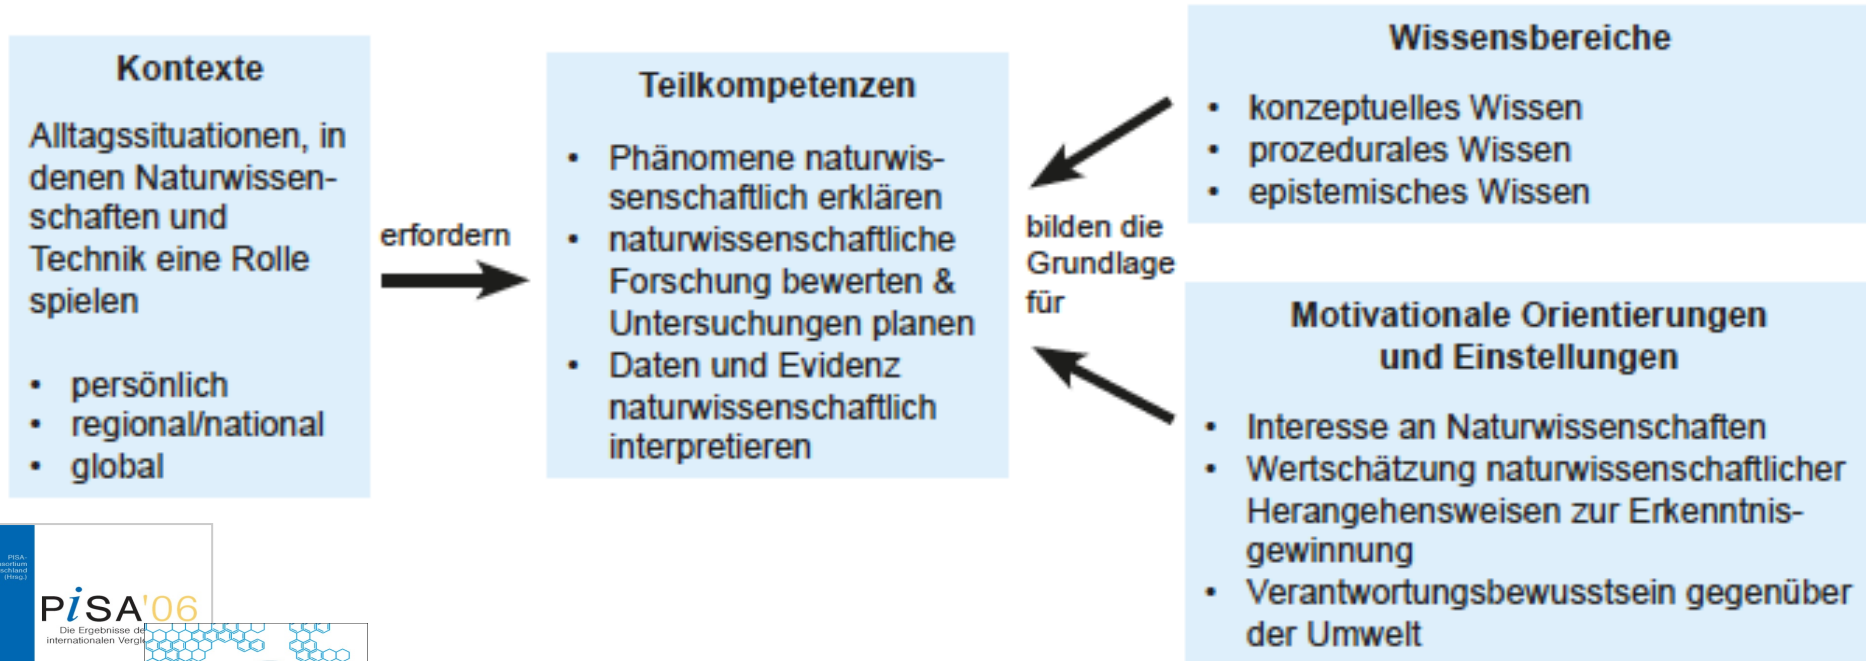 Kontexte
Alltagssituationen, in
denen Naturwissen-
schaften und
Technik eine Rolle
spielen
• persönlich
• regional/national
• global
erfordern
Teilkompetenzen
• Phänomene naturwis-
senschaftlich erklären
• naturwissenschaftliche
Forschung bewerten &
Untersuchungen planen
• Daten und Evidenz
naturwissenschaftlich
interpretieren
bilden die
Grundlage
für
Wissensbereiche
• konzeptuelles Wissen
• prozedurales Wissen
• epistemisches Wissen
Motivationale Orientierungen
und Einstellungen
• Interesse an Naturwissenschaften
• Wertschätzung naturwissenschaftlicher
Herangehensweisen zur Erkenntnis-
gewinnung
• Verantwortungsbewusstsein gegenüber
der Umwelt
PISA-
(Hrsg.)
PiSA'06
Die Ergebnisse
internationalen